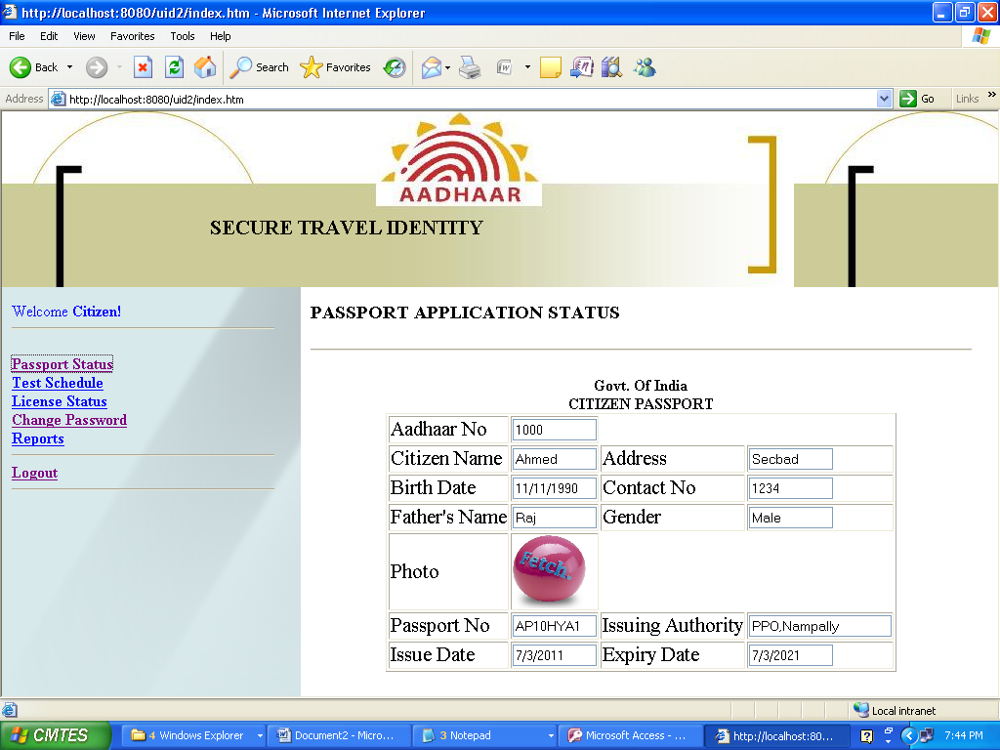 http://localhost:8080/uid2/index.htm - Microsoft Internet Explorer
File Edit View Favorites Tools Help
Back Search Favorites
Address http://localhost:8080/uid2/index.htm Go Links »
AADHAAR
SECURE TRAVEL IDENTITY
Welcome Citizen!
Passport Status
Test Schedule
License Status
Change Password
Reports
Logout
PASSPORT APPLICATION STATUS
Govt. Of India
CITIZEN PASSPORT
Aadhaar No 1000
Citizen Name Ahmed Address Secbad
Birth Date 11/11/1990 Contact No 1234
Father's Name Raj Gender Male
Photo Fetch.
Passport No AP10HYA1 Issuing Authority PPO,Nampally
Issue Date 7/3/2011 Expiry Date 7/3/2021
Local intranet
CMTES 4 Windows Explorer Document2 - Micro... 3 Notepad Microsoft Access - ... http://localhost:80... 7:44 PM